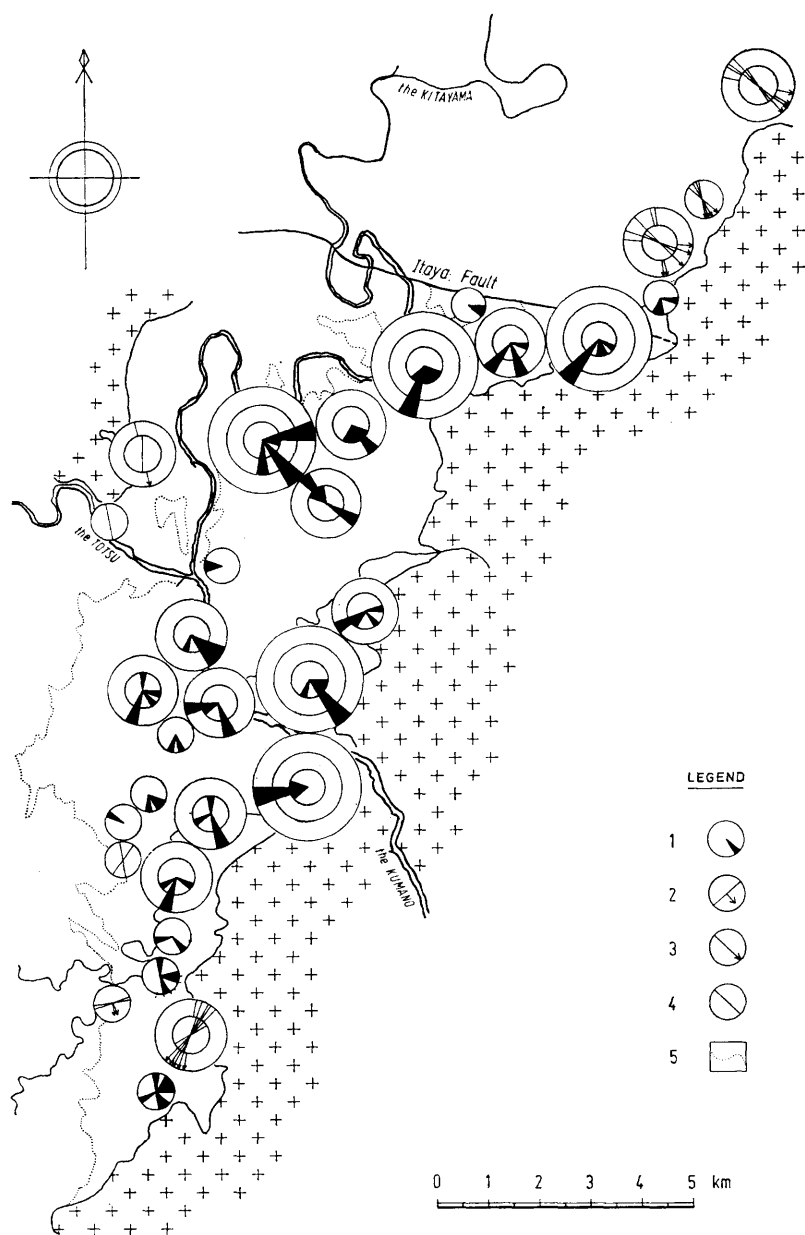 the KITAYAMA
Itaya Fault
the TOTSU
the KUMANO
LEGEND
1
2
3
4
5
0 1 2 3 4 5 km